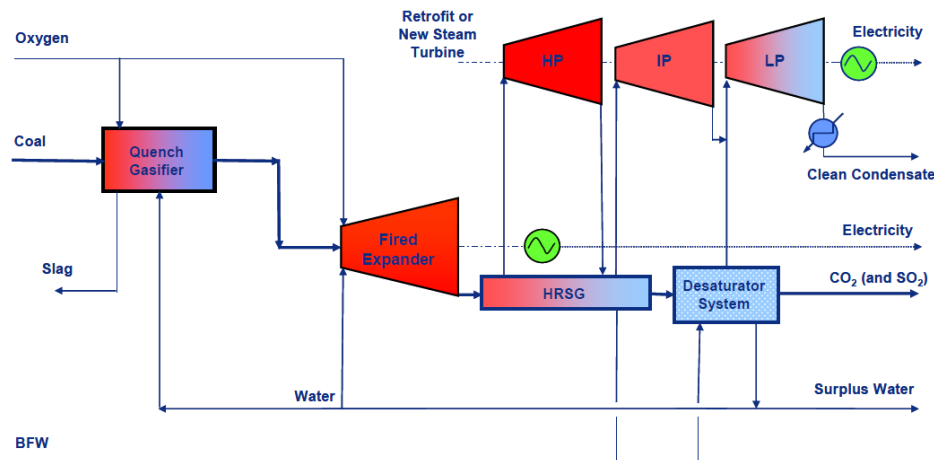 Oxygen
Retrofit or
New Steam
Turbine
HP
IP
LP
Electricity
Coal
Quench
Gasifier
Clean Condensate
Fired
Expander
Electricity
Slag
HRSG
Desaturator
System
CO₂ (and SO₂)
Water
Surplus Water
BFW